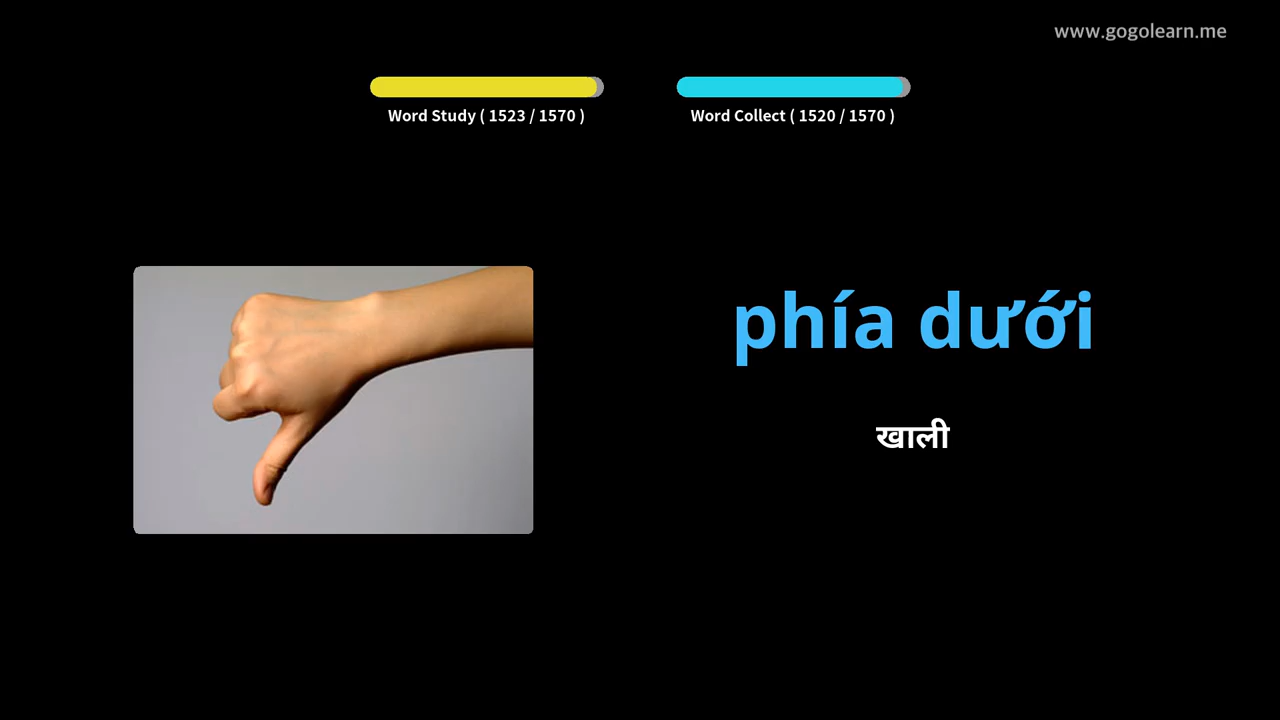 www.gogolearn.me
Word Study ( 1523 / 1570 )
Word Collect ( 1520 / 1570 )
phía dưới
खाली